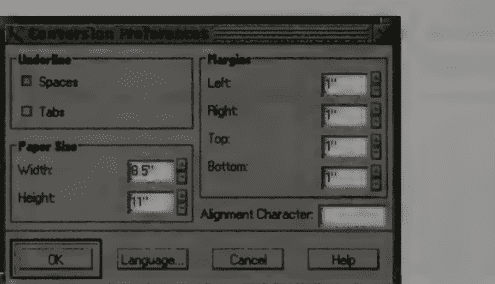 Conversion Preferences
Underline
Spaces
Tabs
Paper Size
Width:
8.5"
Height:
11"
Margins
Left:
1"
Right:
1"
Top:
1"
Bottom:
1"
Alignment Character:
OK
Language...
Cancel
Help